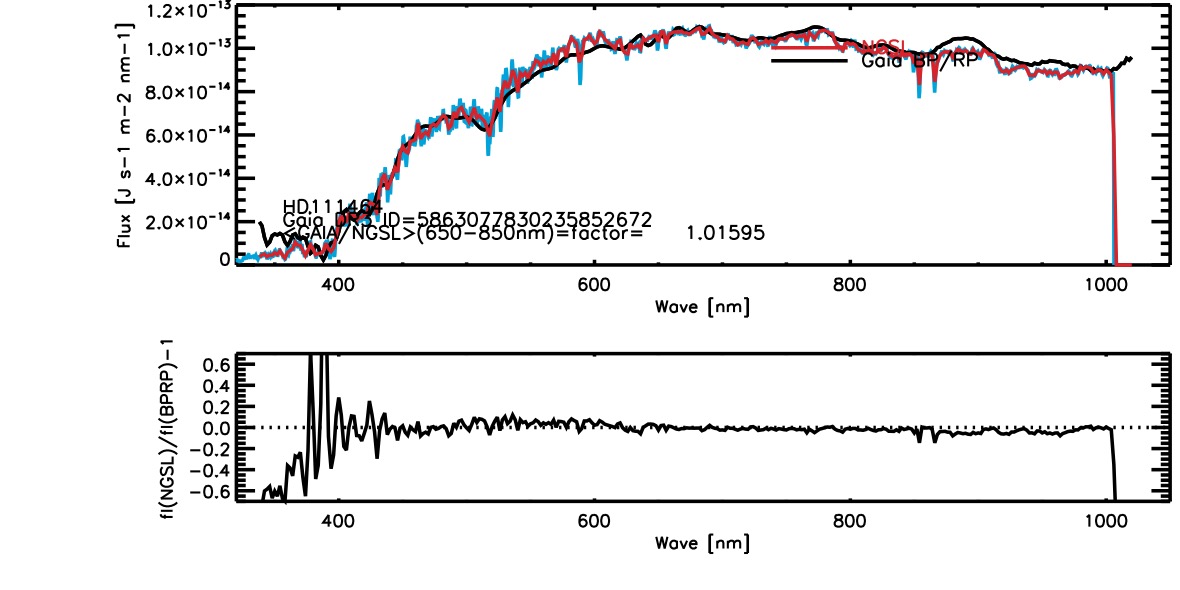 1.2×10⁻¹³
1.0×10⁻¹³
8.0×10⁻¹⁴
6.0×10⁻¹⁴
4.0×10⁻¹⁴
2.0×10⁻¹⁴
0
Flux [J s−1 m−2 nm−1]
NGSL
Gaia BP/RP
HD111464
Gaia DR3 ID=5863077830235852672
<GAIA/NGSL>(650−850nm)=factor= 1.01595
400 600 800 1000
Wave [nm]
0.6
0.4
0.2
0.0
−0.2
−0.4
−0.6
fl(NGSL)/fl(BPRP)−1
400 600 800 1000
Wave [nm]